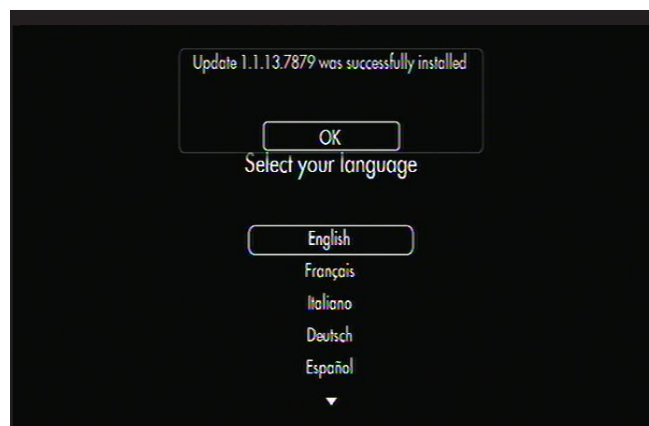 Update 1.1.13.7879 was successfully installed
OK
Select your language
English
Français
Italiano
Deutsch
Español